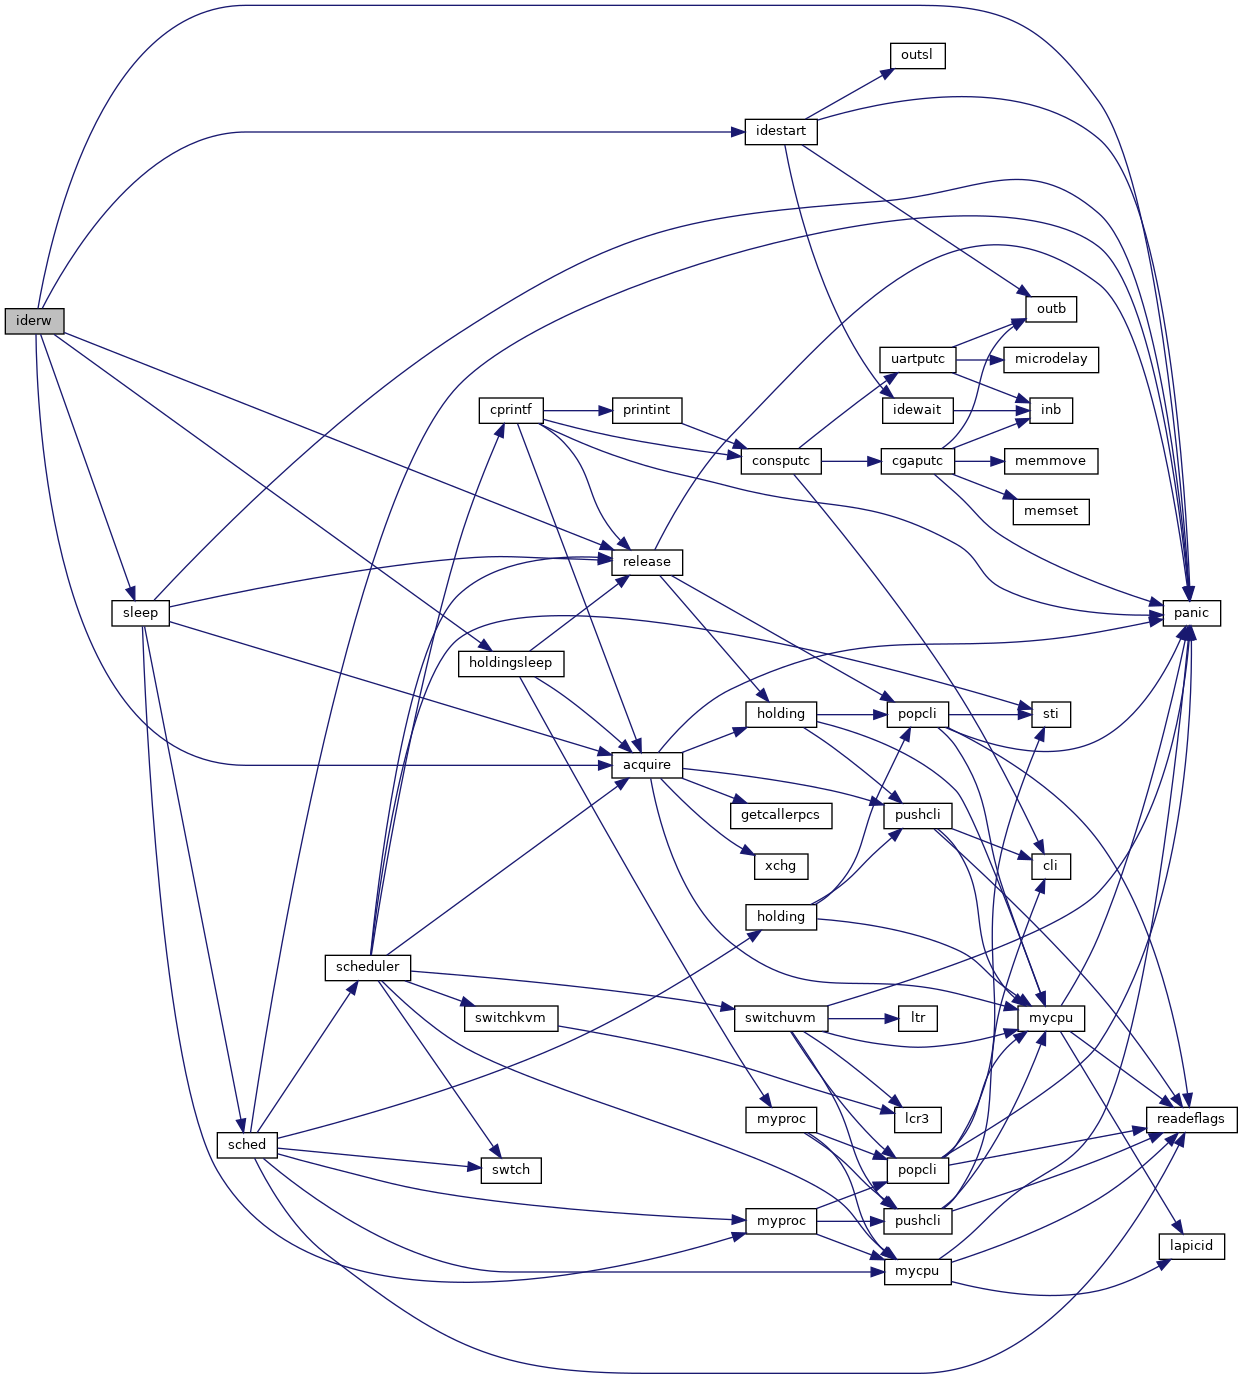 outsl
idestart
outb
iderw
uartputc
microdelay
cprintf
printint
idewait
inb
consputc
cgaputc
memmove
memset
release
sleep
panic
holdingsleep
holding
popcli
sti
acquire
getcallerpcs
pushcli
xchg
cli
holding
scheduler
switchkvm
switchuvm
ltr
mycpu
myproc
lcr3
readeflags
sched
swtch
popcli
myproc
pushcli
lapicid
mycpu